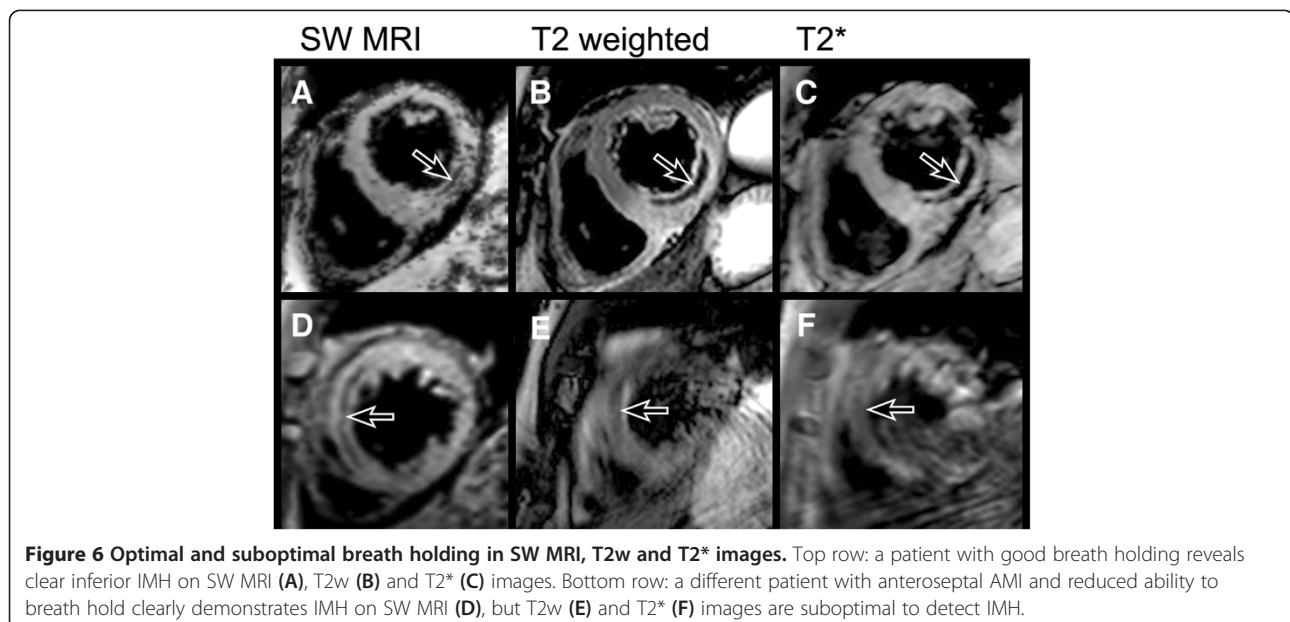 SW MRI T2 weighted T2*
A B C
D E F
Figure 6 Optimal and suboptimal breath holding in SW MRI, T2w and T2* images. Top row: a patient with good breath holding reveals
clear inferior IMH on SW MRI (A), T2w (B) and T2* (C) images. Bottom row: a different patient with anteroseptal AMI and reduced ability to
breath hold clearly demonstrates IMH on SW MRI (D), but T2w (E) and T2* (F) images are suboptimal to detect IMH.